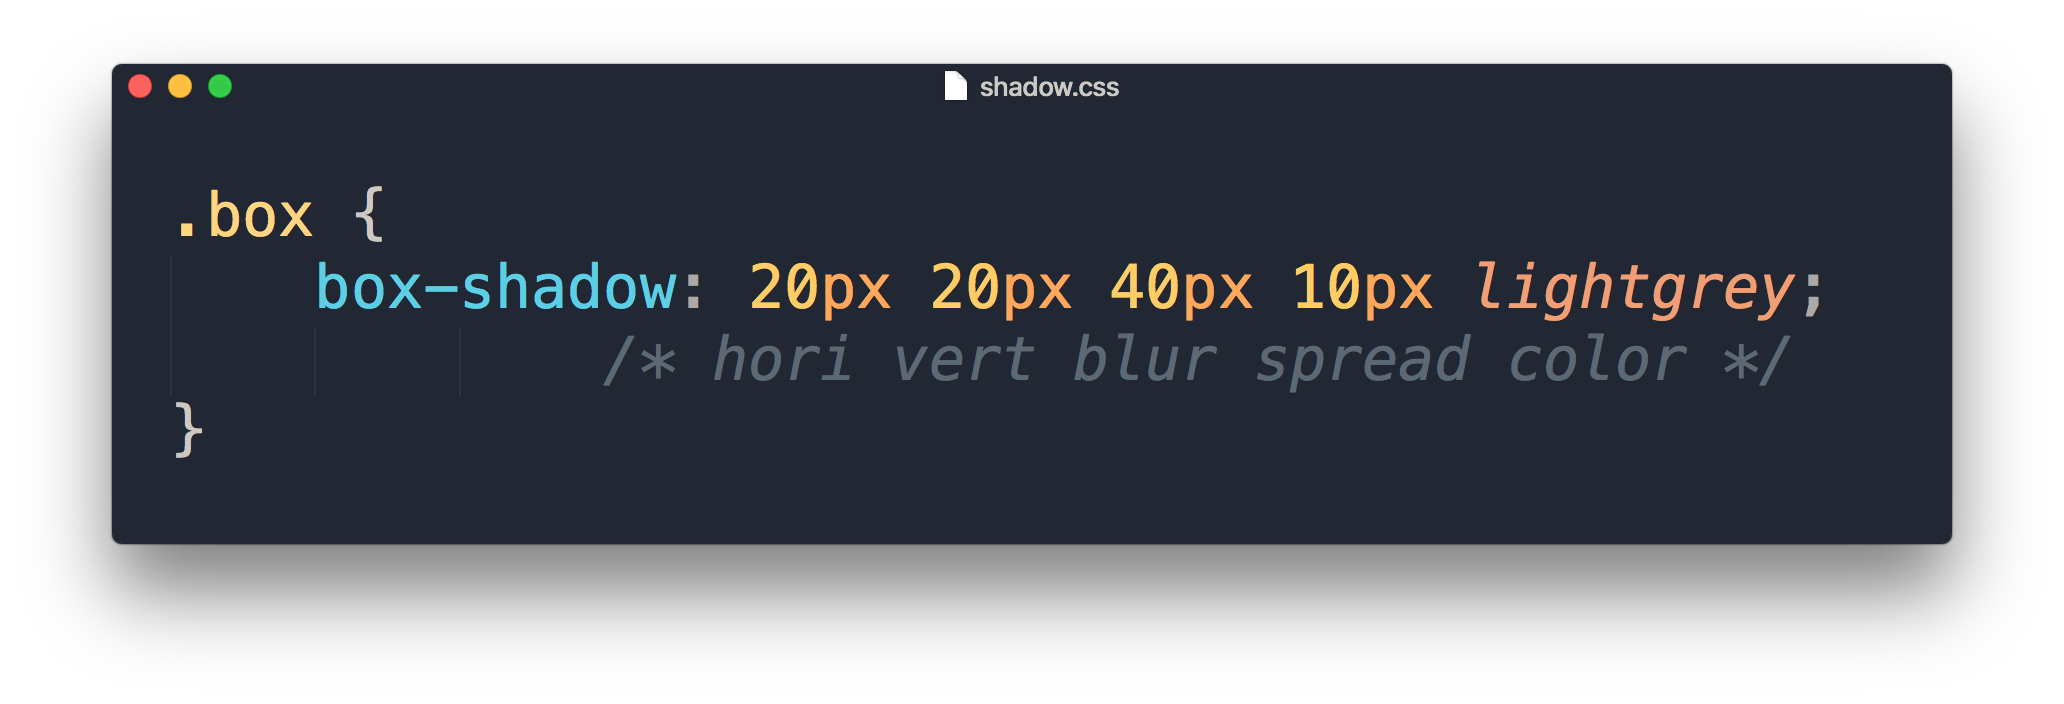 shadow.css
.box {
    box-shadow: 20px 20px 40px 10px lightgrey;
            /* hori vert blur spread color */
}